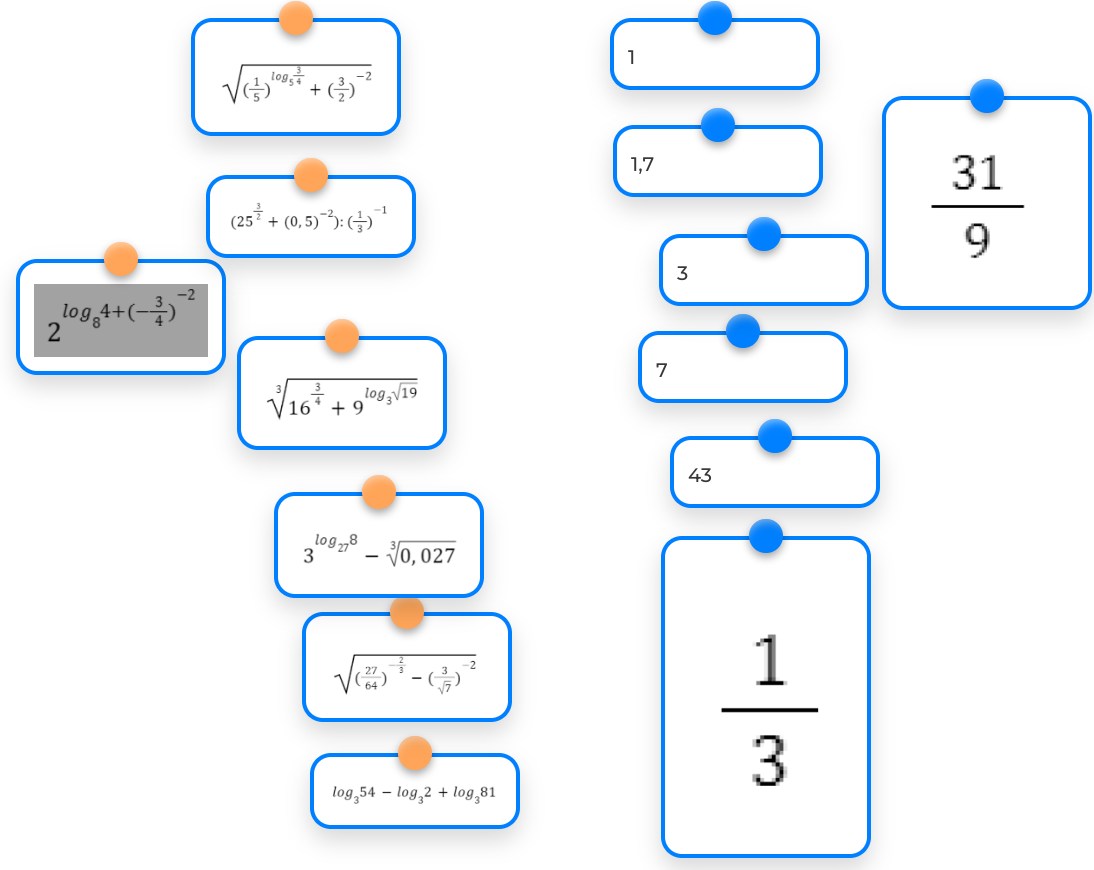 √((1/5)^(log_5 3/4) + (3/2)^(-2))
(25^(3/2) + (0, 5)^(-2)): (1/3)^(-1)
2^(log_8 4+(-3/4)^(-2))
∛(16^(3/4) + 9^(log_3 √19))
3^(log_27 8) − ∛0, 027
√((27/64)^(-2/3) − (3/√7)^(-2))
log_3 54 − log_3 2 + log_3 81
1
1,7
3
7
43
1/3
31/9